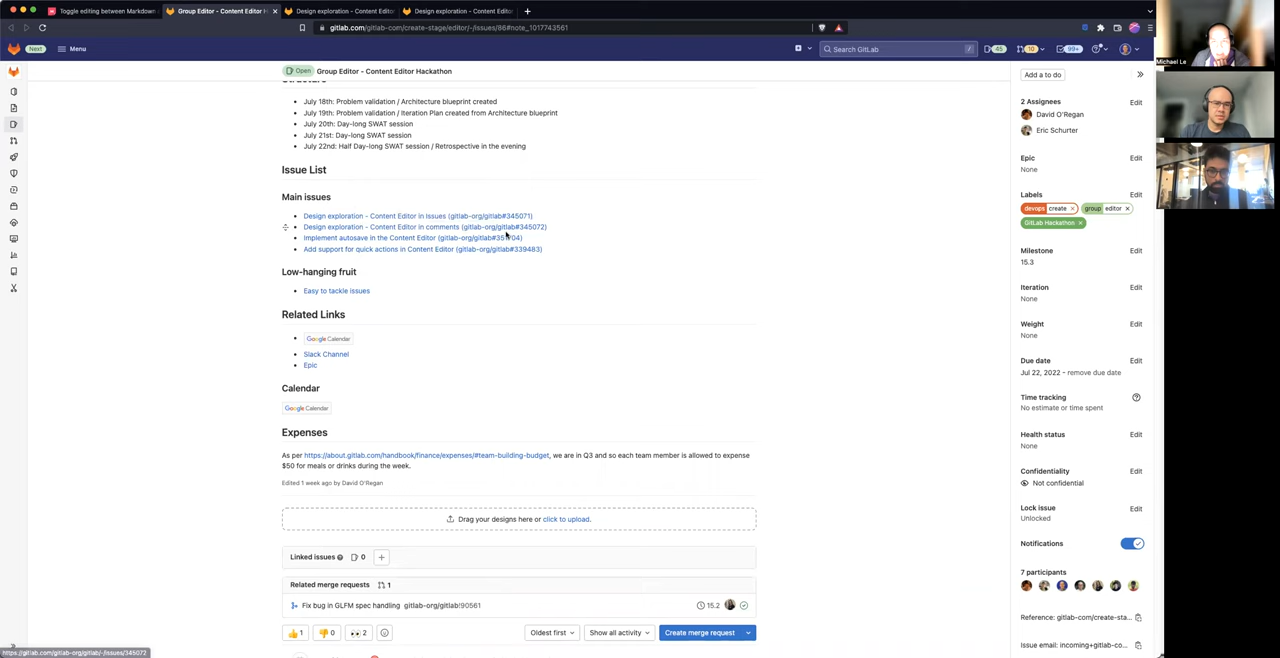 Toggle editing between Markdown
Group Editor - Content Editor H
Design exploration - Content Editor
Design exploration - Content Edit
gitlab.com/gitlab-com/create-stage/editor/-/issues/86#note_1017743561
Next
Menu
Search GitLab
/
45
10
99+
Michael Le
Open
Group Editor - Content Editor Hackathon
Structure
July 18th: Problem validation / Architecture blueprint created
July 19th: Problem validation / Iteration Plan created from Architecture blueprint
July 20th: Day-long SWAT session
July 21st: Day-long SWAT session
July 22nd: Half Day-long SWAT session / Retrospective in the evening
Issue List
Main issues
Design exploration - Content Editor in Issues (gitlab-org/gitlab#345071)
Design exploration - Content Editor in comments (gitlab-org/gitlab#345072)
Implement autosave in the Content Editor
Add support for quick actions in Content Editor (gitlab-org/gitlab#339483)
Low-hanging fruit
Easy to tackle issues
Related Links
Google Calendar
Slack Channel
Epic
Calendar
Google Calendar
Expenses
As per https://about.gitlab.com/handbook/finance/expenses/#team-building-budget, we are in Q3 and so each team member is allowed to expense
$50 for meals or drinks during the week.
Edited 1 week ago by David O'Regan
Drag your designs here or click to upload.
Linked issues
0
Related merge requests
1
Fix bug in GLFM spec handling gitlab-org/gitlab!90561
15.2
1
0
2
Oldest first
Show all activity
Create merge request
https://gitlab.com/gitlab-org/gitlab/-/issues/345072
Add a to do
2 Assignees
Edit
David O'Regan
Eric Schurter
Epic
Edit
None
Labels
Edit
devops create ×
group editor ×
GitLab Hackathon ×
Milestone
Edit
15.3
Iteration
Edit
None
Weight
Edit
None
Due date
Edit
Jul 22, 2022 - remove due date
Time tracking
No estimate or time spent
Health status
Edit
None
Confidentiality
Edit
Not confidential
Lock issue
Edit
Unlocked
Notifications
7 participants
Reference: gitlab-com/create-sta...
Issue email: incoming+gitlab-co...